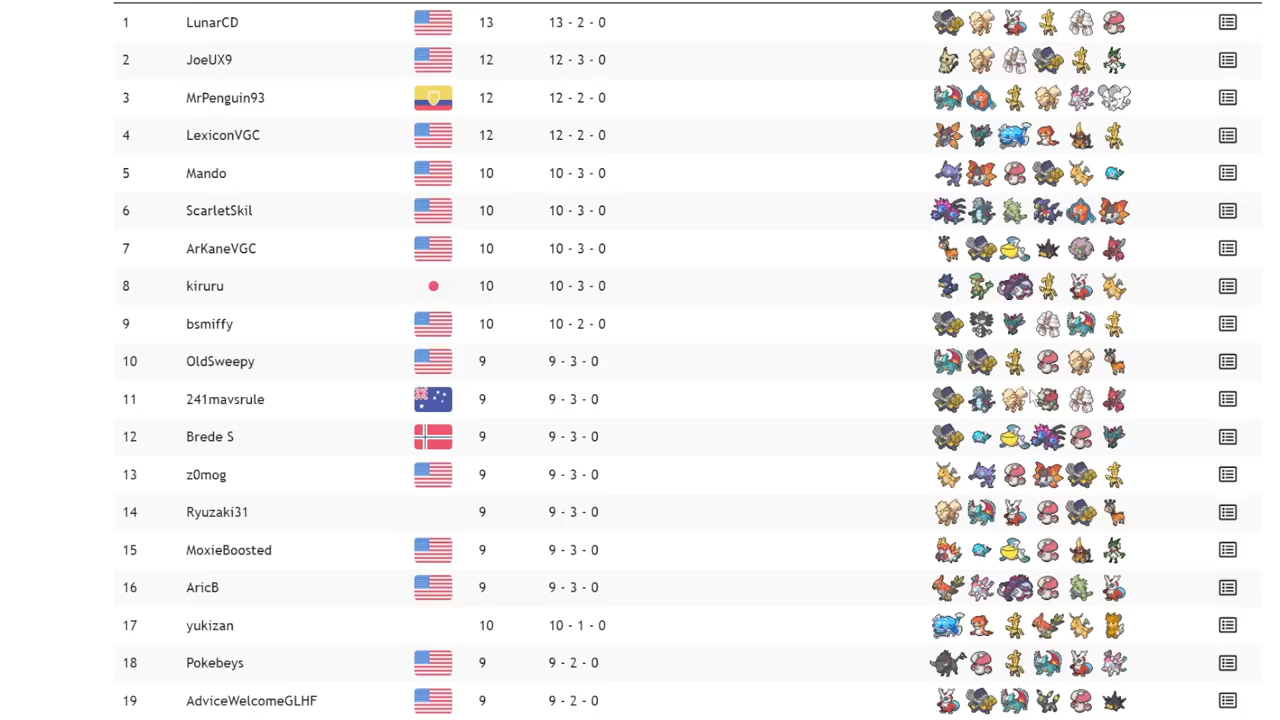 1 LunarCD 13 13 - 2 - 0
2 JoeUX9 12 12 - 3 - 0
3 MrPenguin93 12 12 - 2 - 0
4 LexiconVGC 12 12 - 2 - 0
5 Mando 10 10 - 3 - 0
6 ScarletSkil 10 10 - 3 - 0
7 ArKaneVGC 10 10 - 3 - 0
8 kiruru 10 10 - 3 - 0
9 bsmiffy 10 10 - 2 - 0
10 OldSweepy 9 9 - 3 - 0
11 241mavsrule 9 9 - 3 - 0
12 Brede S 9 9 - 3 - 0
13 z0mog 9 9 - 3 - 0
14 Ryuzaki31 9 9 - 3 - 0
15 MoxieBoosted 9 9 - 3 - 0
16 AricB 9 9 - 3 - 0
17 yukizan 10 10 - 1 - 0
18 Pokebeys 9 9 - 2 - 0
19 AdviceWelcomeGLHF 9 9 - 2 - 0